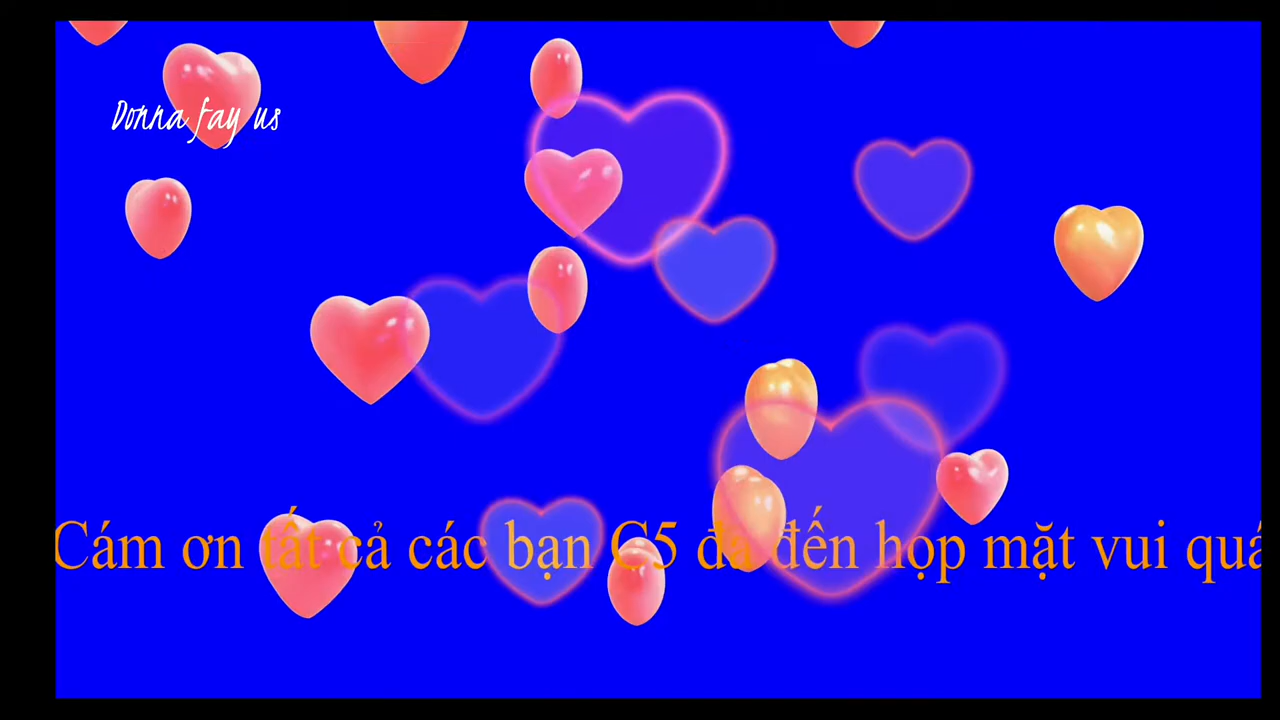 Donna fay us
Cám ơn tất cả các bạn C5 đã đến họp mặt vui quá